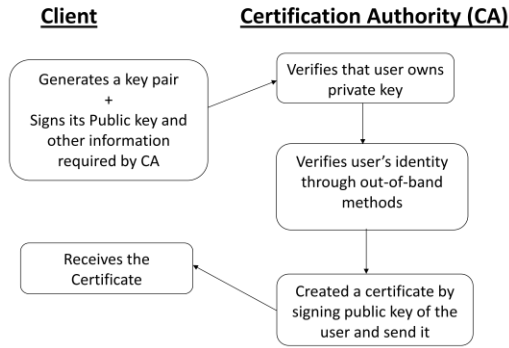 Client
Certification Authority (CA)
Generates a key pair
+
Signs its Public key and
other information
required by CA
Verifies that user owns
private key
Verifies user's identity
through out-of-band
methods
Receives the
Certificate
Created a certificate by
signing public key of the
user and send it